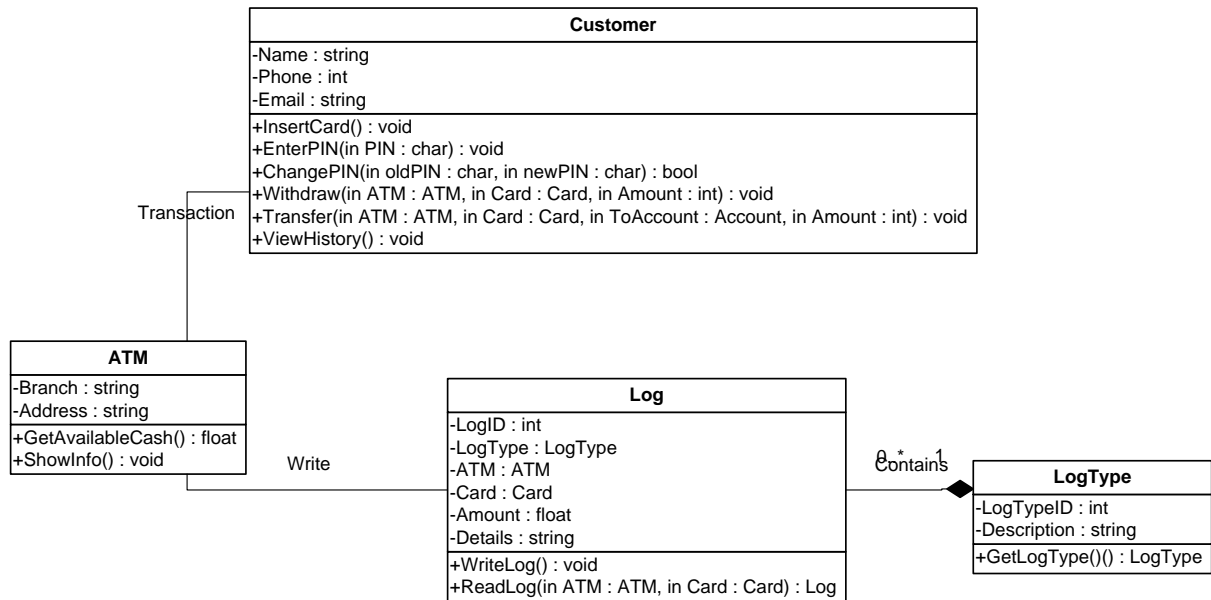 Customer
-Name : string
-Phone : int
-Email : string
+InsertCard() : void
+EnterPIN(in PIN : char) : void
+ChangePIN(in oldPIN : char, in newPIN : char) : bool
+Withdraw(in ATM : ATM, in Card : Card, in Amount : int) : void
+Transfer(in ATM : ATM, in Card : Card, in ToAccount : Account, in Amount : int) : void
+ViewHistory() : void
Transaction
ATM
-Branch : string
-Address : string
+GetAvailableCash() : float
+ShowInfo() : void
Write
Log
-LogID : int
-LogType : LogType
-ATM : ATM
-Card : Card
-Amount : float
-Details : string
+WriteLog() : void
+ReadLog(in ATM : ATM, in Card : Card) : Log
0..* 1
Contains
LogType
-LogTypeID : int
-Description : string
+GetLogType()() : LogType